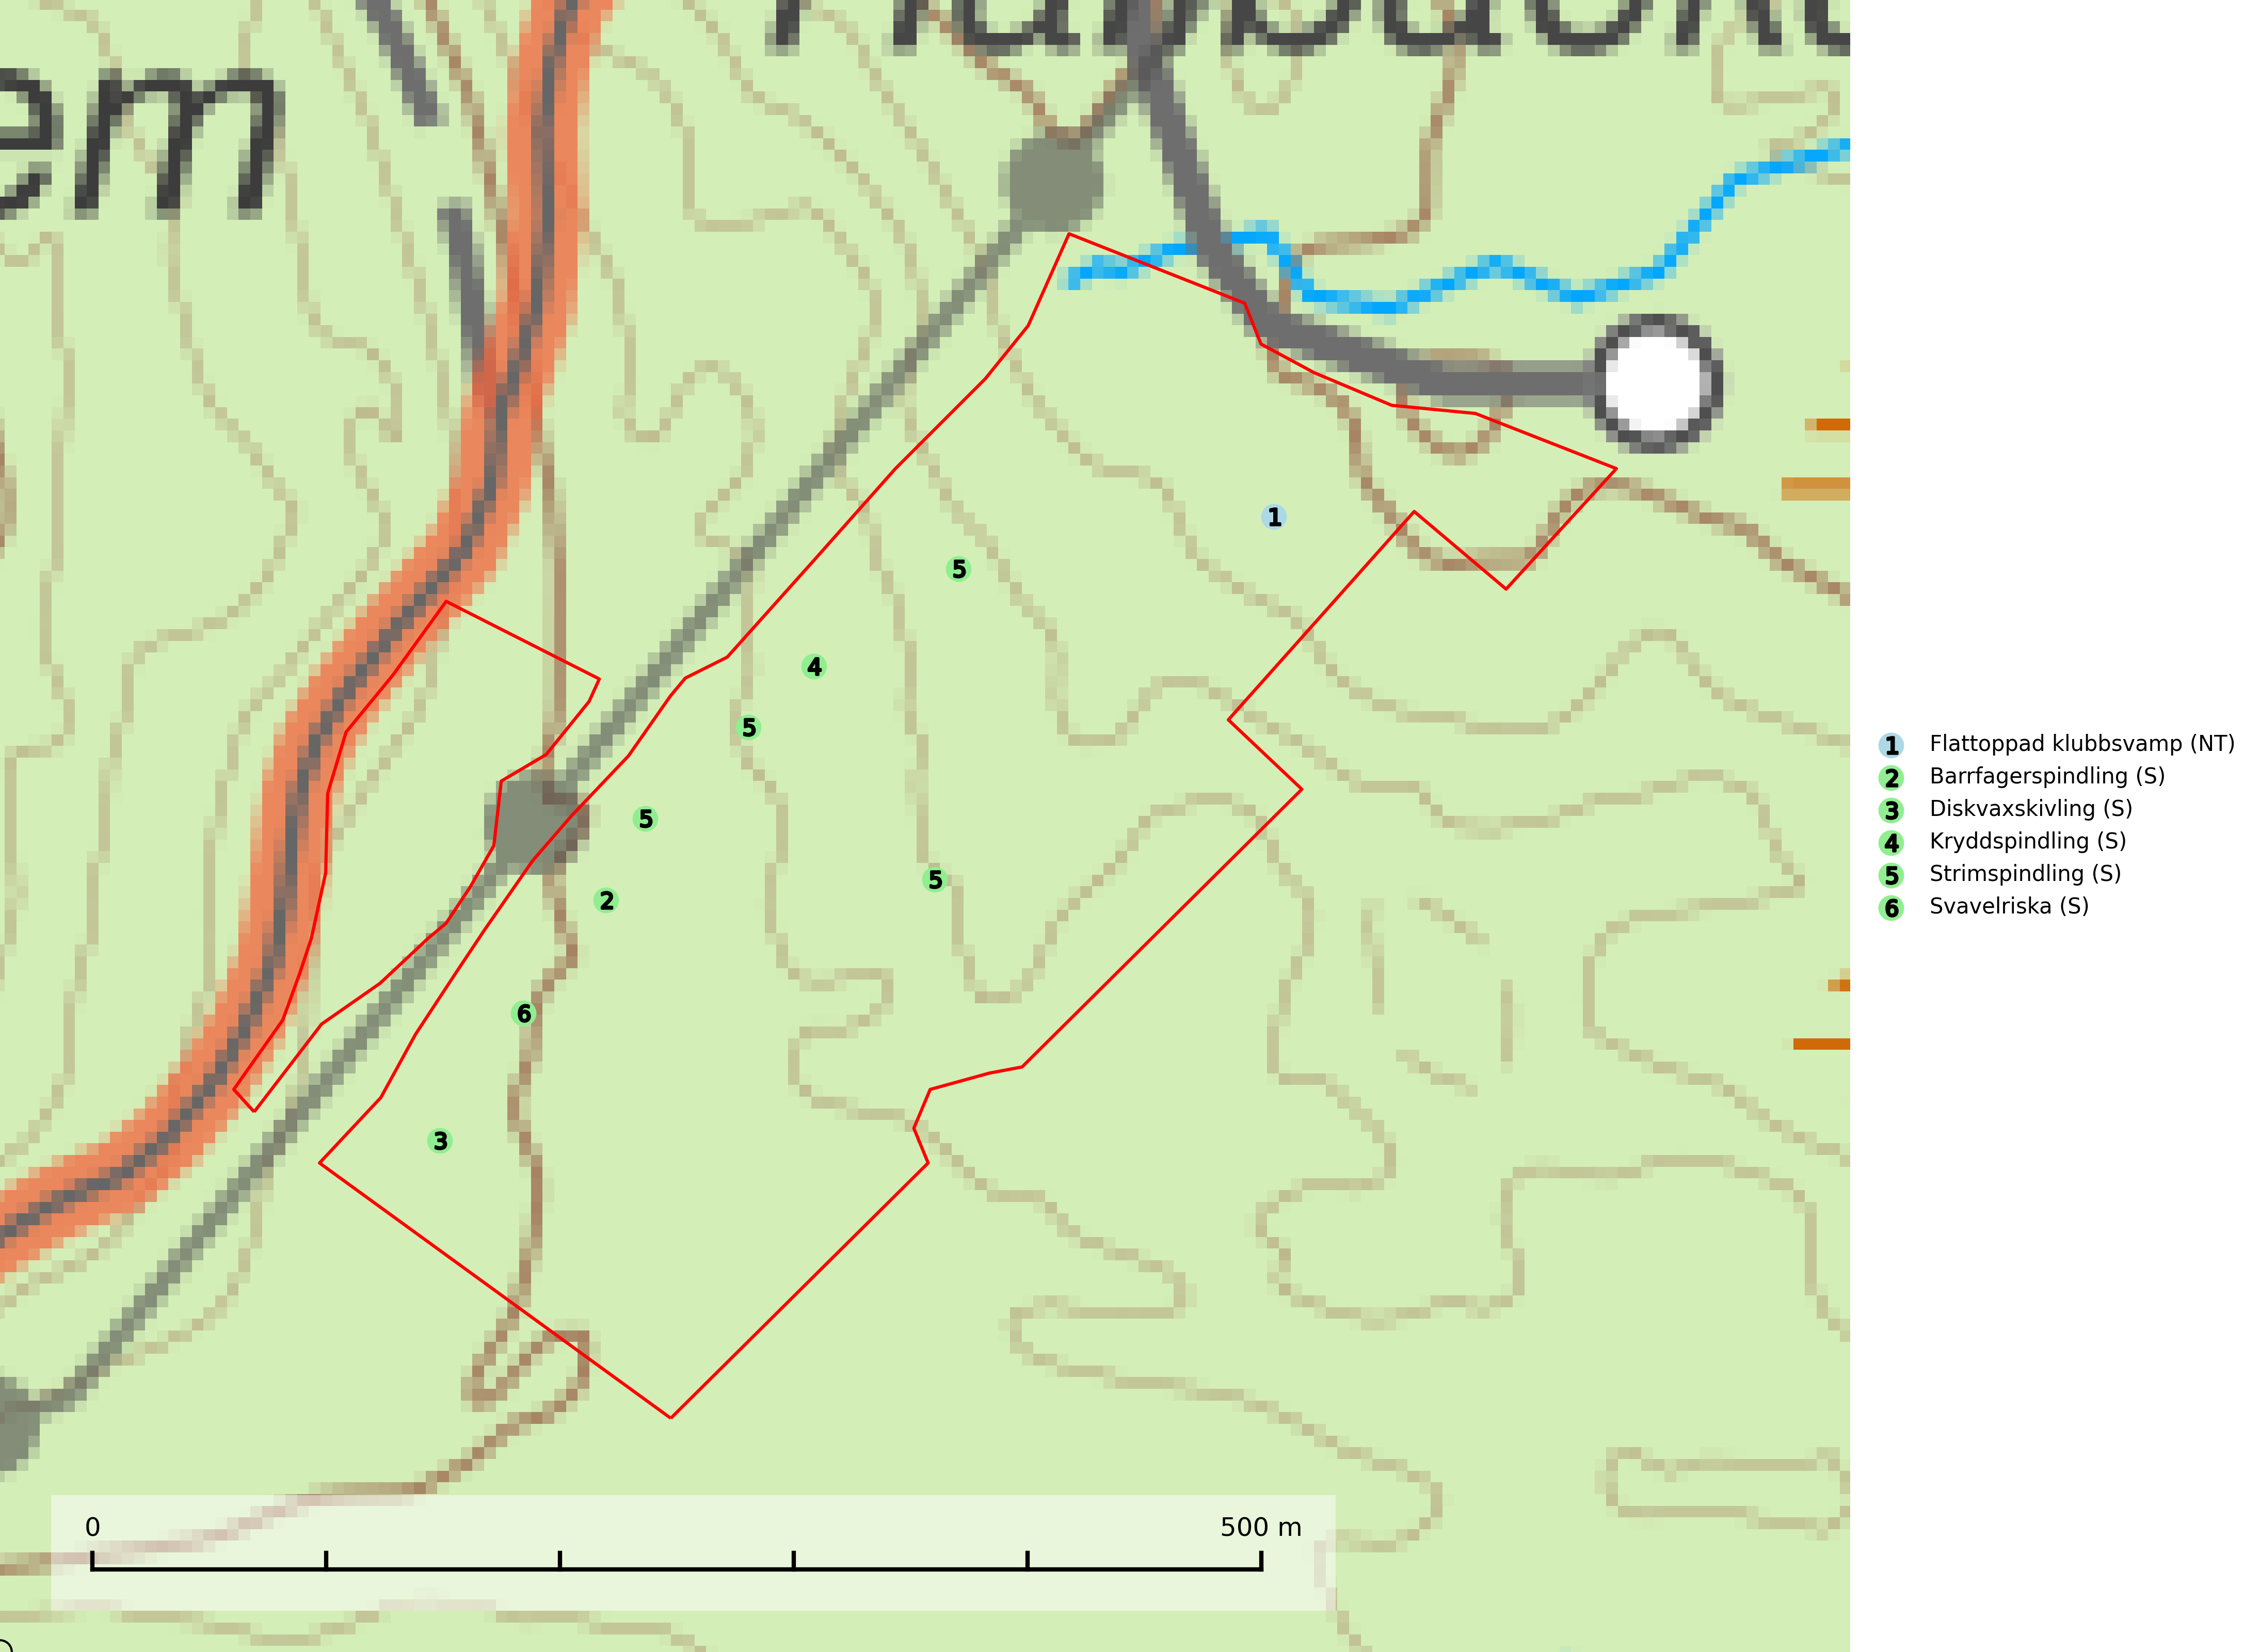 em
1
5
4
5
5
2
5
6
3
1 Flattoppad klubbsvamp (NT)
2 Barrfagerspindling (S)
3 Diskvaxskivling (S)
4 Kryddspindling (S)
5 Strimspindling (S)
6 Svavelriska (S)
0 500 m